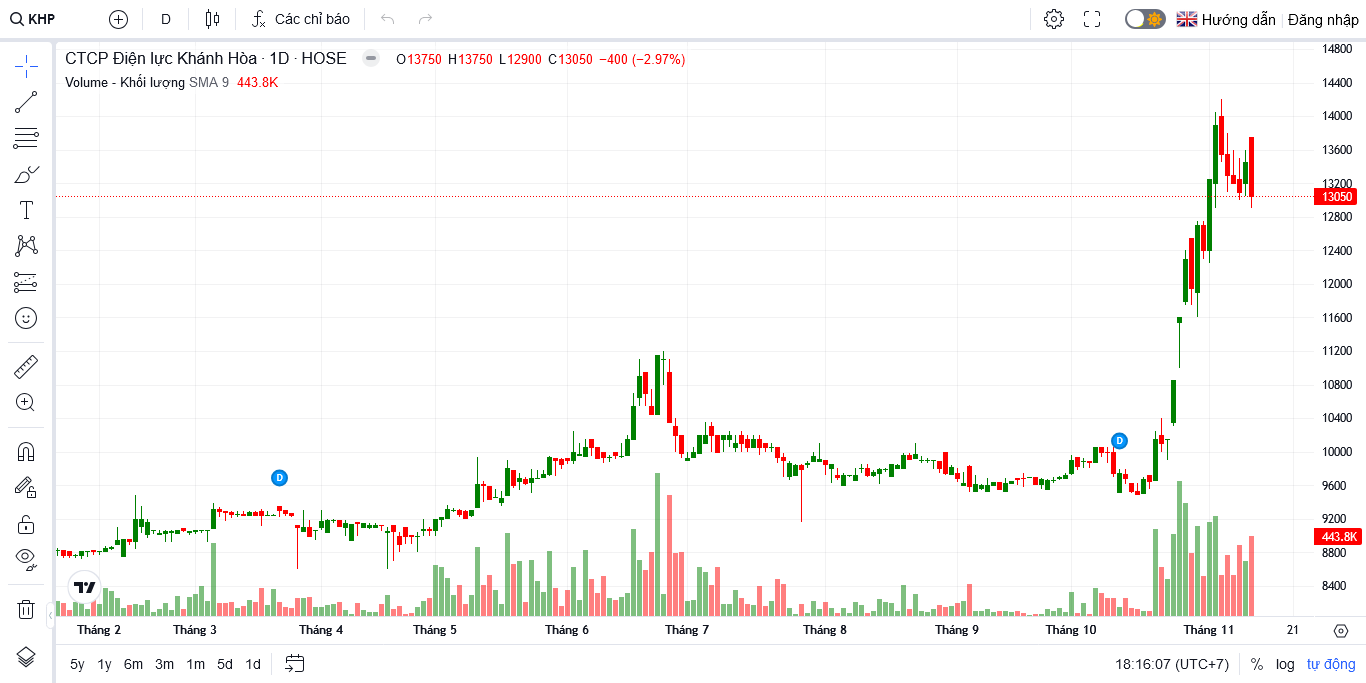 KHP D Các chỉ báo Hướng dẫn Đăng nhập
CTCP Điện lực Khánh Hòa · 1D · HOSE O13750 H13750 L12900 C13050 −400 (−2.97%)
Volume - Khối lượng SMA 9 443.8K
14800
14400
14000
13600
13200
13050
12800
12400
12000
11600
11200
10800
10400
10000
9600
9200
443.8K
8800
8400
D
D
Tháng 2 Tháng 3 Tháng 4 Tháng 5 Tháng 6 Tháng 7 Tháng 8 Tháng 9 Tháng 10 Tháng 11 21
5y 1y 6m 3m 1m 5d 1d 18:16:07 (UTC+7) % log tự động